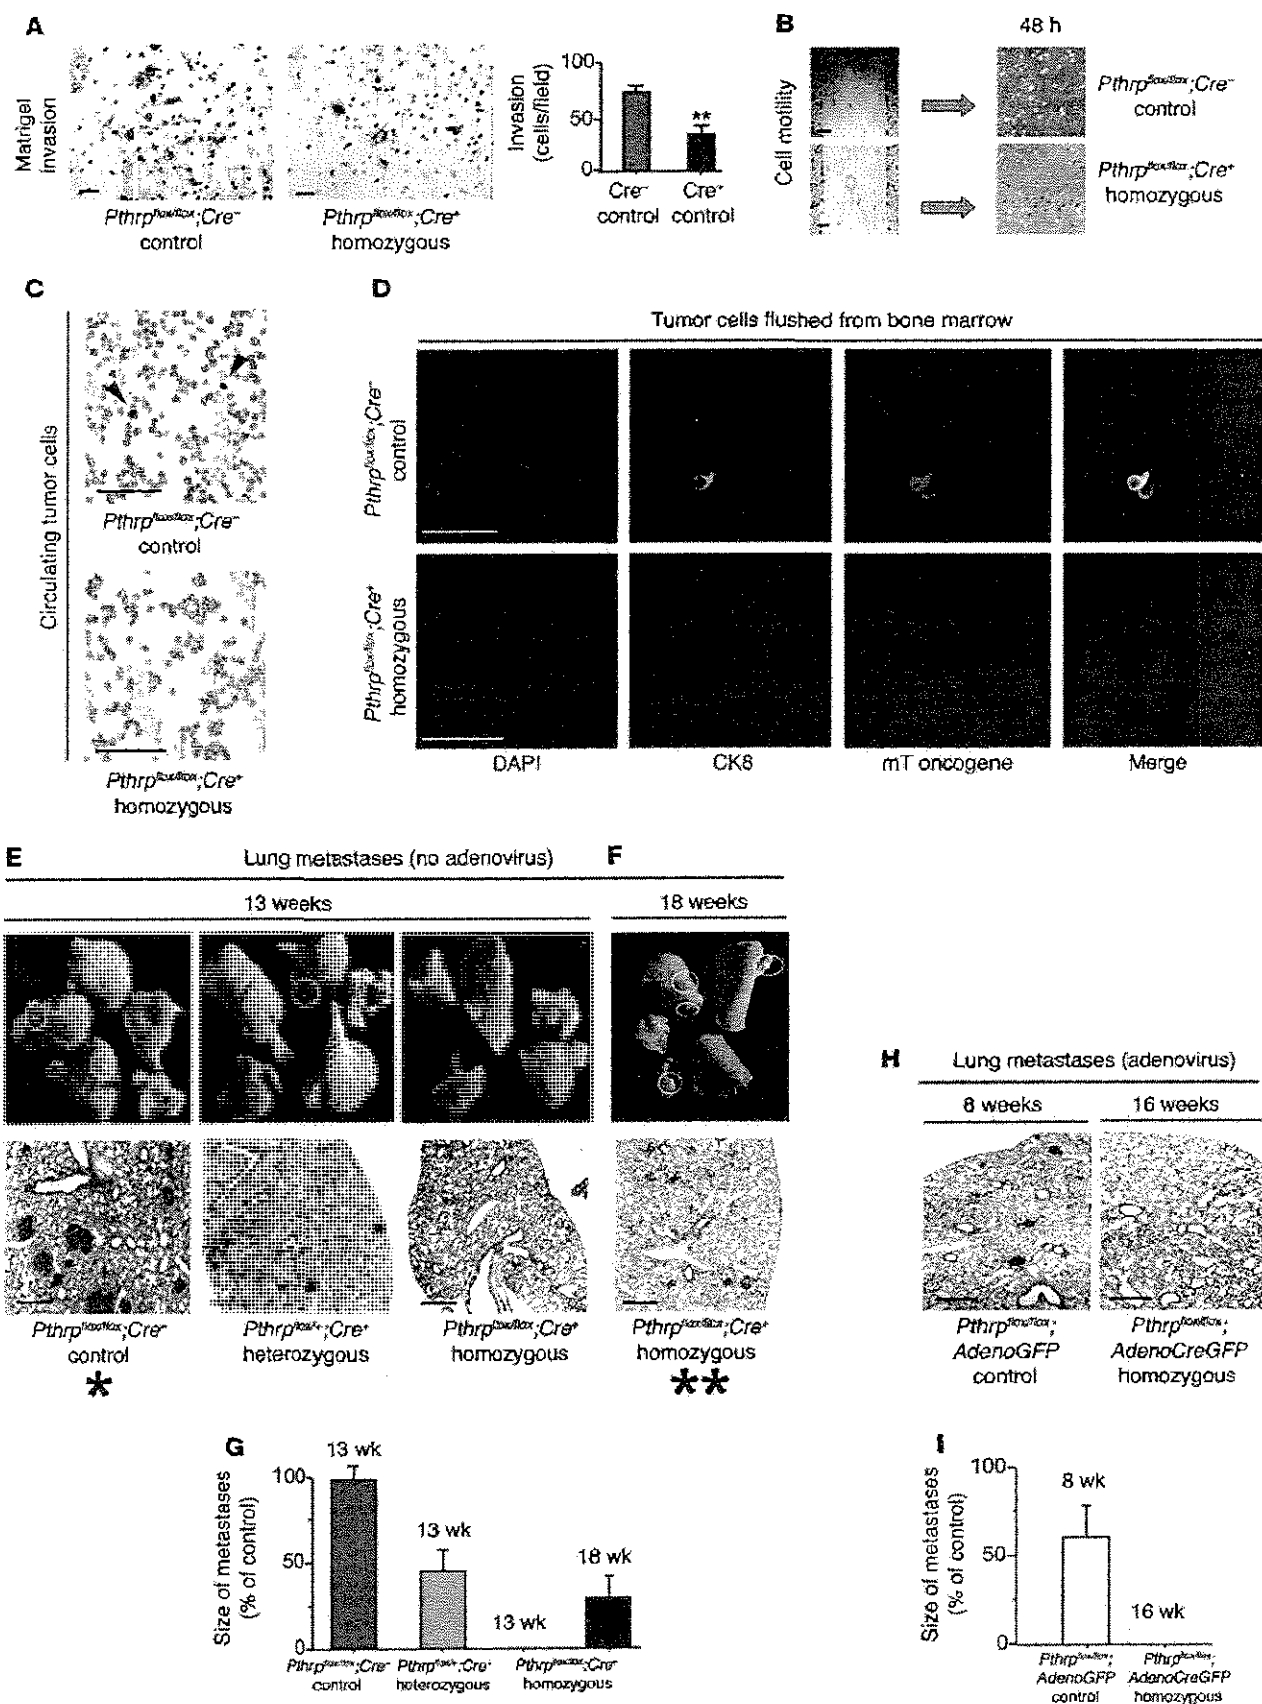 A
Matrigel
invasion
Pthrp^flox/flox;Cre⁻
control
Pthrp^flox/flox;Cre⁺
homozygous
Invasion
(cells/field)
100
50
0
**
Cre⁻
control
Cre⁺
control
B
48 h
Cell motility
Pthrp^flox/flox;Cre⁻
control
Pthrp^flox/flox;Cre⁺
homozygous
C
Circulating tumor cells
Pthrp^flox/flox;Cre⁻
control
Pthrp^flox/flox;Cre⁺
homozygous
D
Tumor cells flushed from bone marrow
Pthrp^flox/flox;Cre⁻
control
Pthrp^flox/flox;Cre⁺
homozygous
DAPI
CK8
mT oncogene
Merge
E
Lung metastases (no adenovirus)
F
13 weeks
18 weeks
Pthrp^flox/flox;Cre⁻
control
*
Pthrp^flox/+;Cre⁺
heterozygous
Pthrp^flox/flox;Cre⁺
homozygous
Pthrp^flox/flox;Cre⁺
homozygous
**
H
Lung metastases (adenovirus)
8 weeks
16 weeks
Pthrp^flox/flox;
AdenoGFP
control
Pthrp^flox/flox;
AdenoCreGFP
homozygous
G
Size of metastases
(% of control)
100
50
0
13 wk
13 wk
13 wk
18 wk
Pthrp^flox/flox;Cre⁻
control
Pthrp^flox/+;Cre⁺
heterozygous
Pthrp^flox/flox;Cre⁺
homozygous
I
Size of metastases
(% of control)
100
50
0
8 wk
16 wk
Pthrp^flox/flox;
AdenoGFP
control
Pthrp^flox/flox;
AdenoCreGFP
homozygous